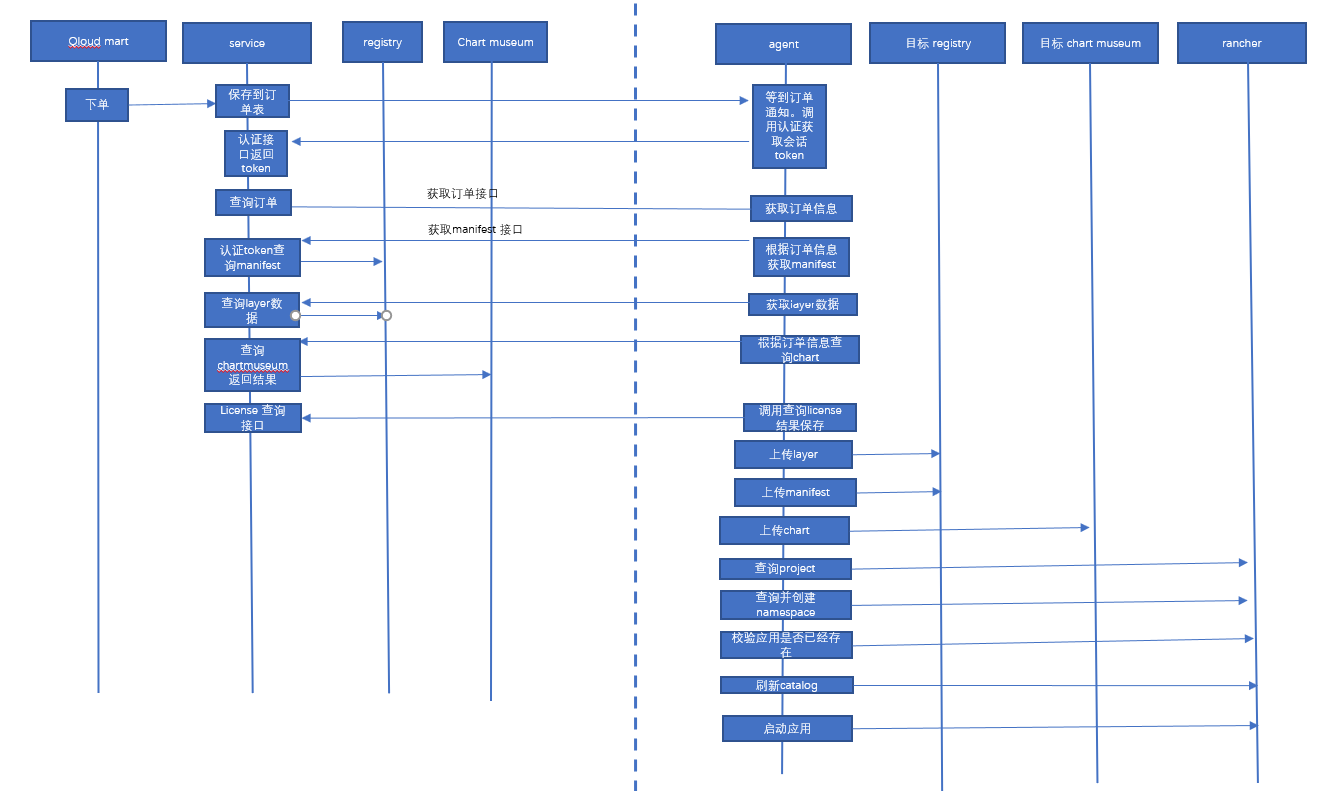 Qloud mart
service
registry
Chart museum
agent
目标 registry
目标 chart museum
rancher
下单
保存到订
单表
等到订单
通知。调
用认证获
取会话
token
认证接
口返回
token
查询订单
获取订单接口
获取订单信息
获取manifest 接口
认证token查
询manifest
根据订单信息
获取manifest
查询layer数
据
获取layer数据
查询
chartmuseum
返回结果
根据订单信息查
询chart
License 查询
接口
调用查询license
结果保存
上传layer
上传manifest
上传chart
查询project
查询并创建
namespace
校验应用是否已经存
在
刷新catalog
启动应用